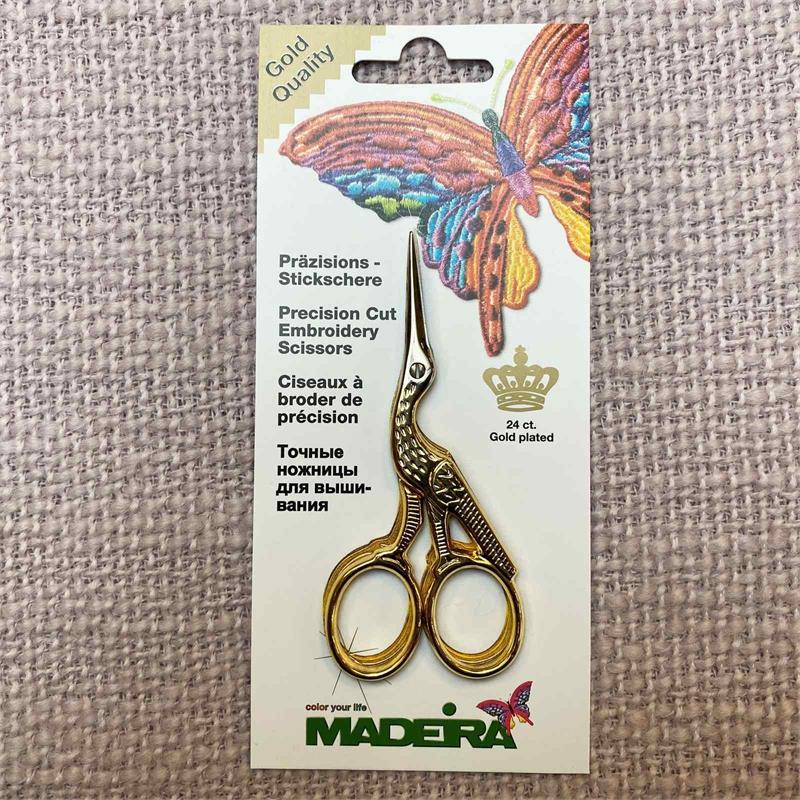 Gold
Quality
Präzisions -
Stickschere
Precision Cut
Embroidery
Scissors
Ciseaux à
broder de
précision
Точные
ножницы
для выши-
вания
24 ct.
Gold plated
color your life
MADEIRA